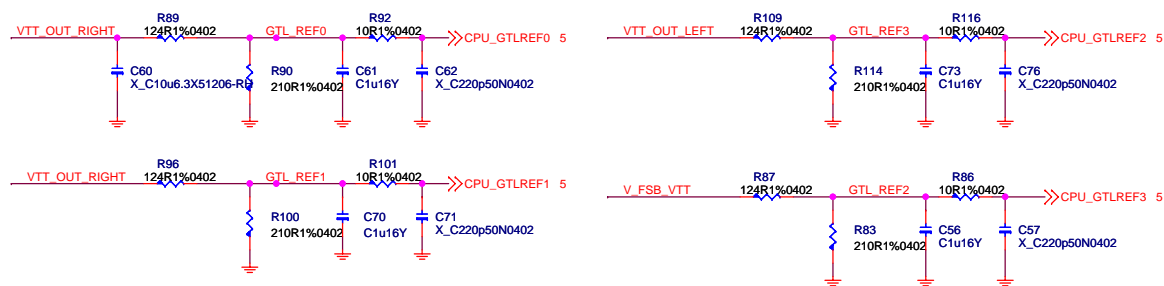 R89
VTT_OUT_RIGHT 124R1%0402 GTL_REF0
R92
10R1%0402
CPU_GTLREF0 5
C60
X_C10u6.3X51206-RH
R90
210R1%0402
C61
C1u16Y
C62
X_C220p50N0402
R109
VTT_OUT_LEFT 124R1%0402 GTL_REF3
R116
10R1%0402
CPU_GTLREF2 5
R114
210R1%0402
C73
C1u16Y
C76
X_C220p50N0402
R96
VTT_OUT_RIGHT 124R1%0402 GTL_REF1
R101
10R1%0402
CPU_GTLREF1 5
R100
210R1%0402
C70
C1u16Y
C71
X_C220p50N0402
R87
V_FSB_VTT 124R1%0402 GTL_REF2
R86
10R1%0402
CPU_GTLREF3 5
R83
210R1%0402
C56
C1u16Y
C57
X_C220p50N0402